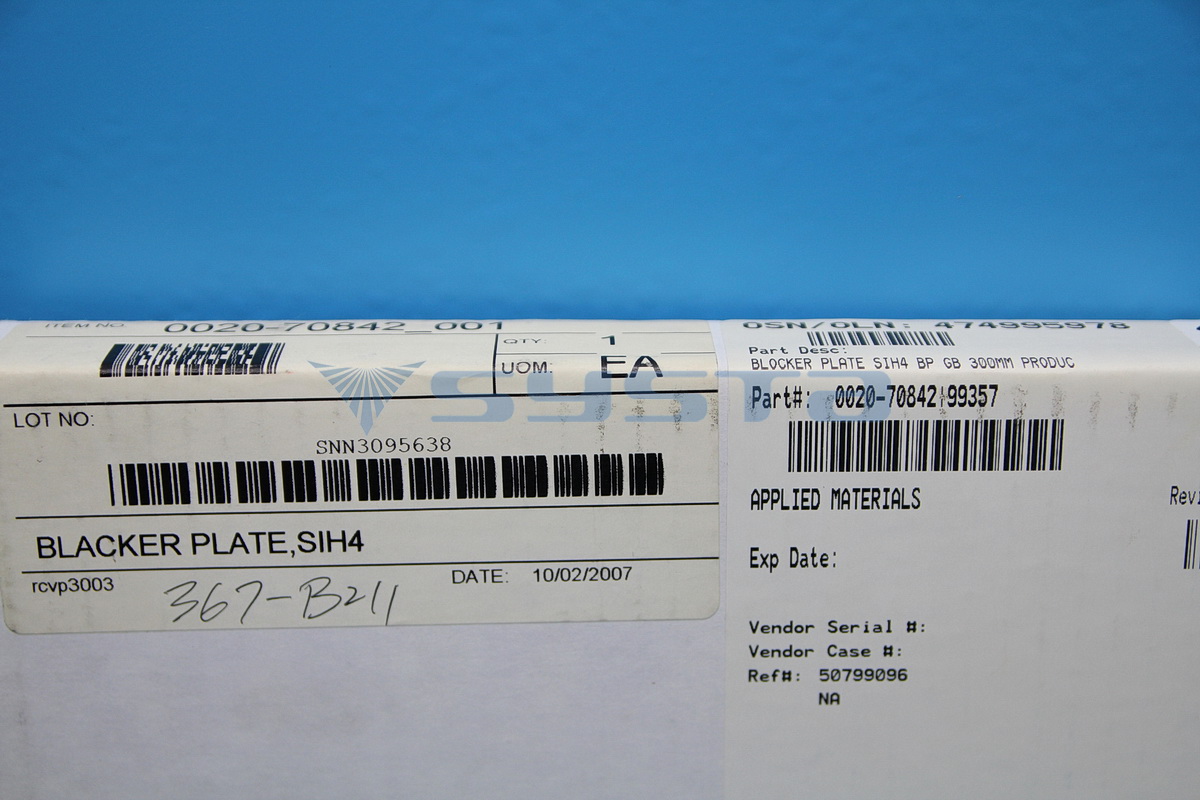 ITEM NO. 0020-70842_001
QTY: 1
UOM: EA
LOT NO:
SNN3095638
BLACKER PLATE,SIH4
rcvp3003
DATE: 10/02/2007
367-B211
OSN/OLN: 474995978
Part Desc:
BLOCKER PLATE SIH4 BP GB 300MM PRODUC
Part#: 0020-70842-99357
APPLIED MATERIALS
Exp Date:
Vendor Serial #:
Vendor Case #:
Ref#: 50799096
NA